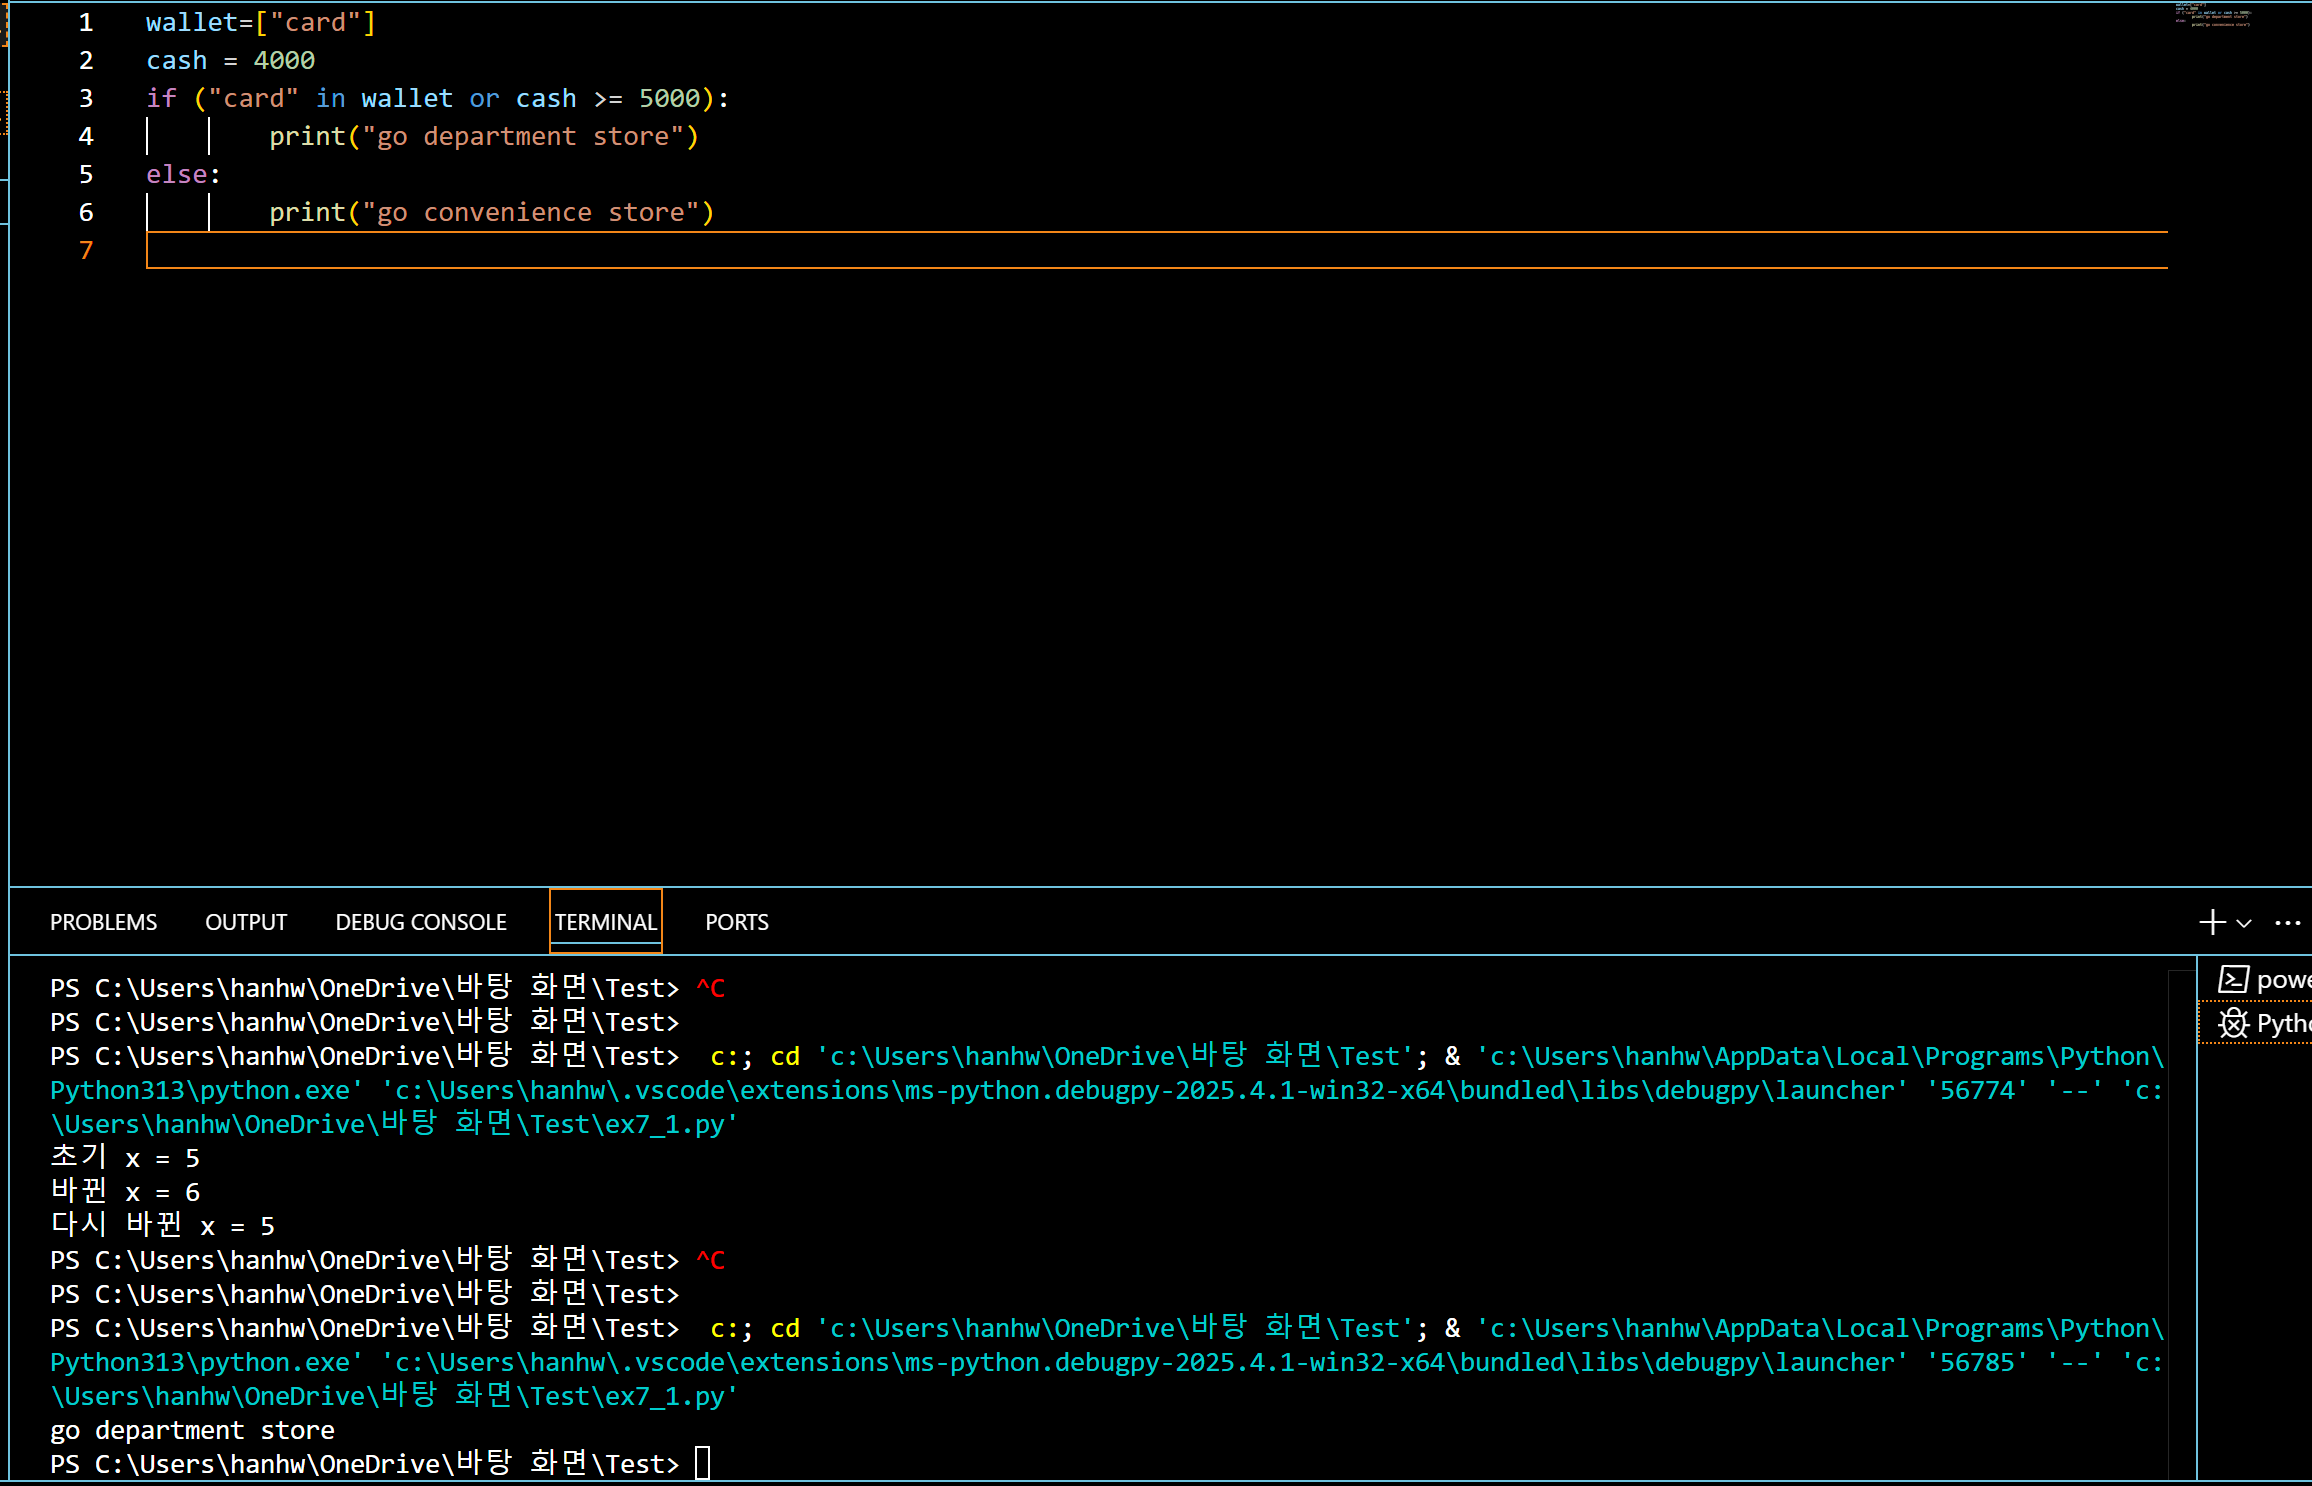 1 wallet=["card"]
2 cash = 4000
3 if ("card" in wallet or cash >= 5000):
4 print("go department store")
5 else:
6 print("go convenience store")
7
PROBLEMS OUTPUT DEBUG CONSOLE TERMINAL PORTS
PS C:\Users\hanhw\OneDrive\바탕 화면\Test> ^C
PS C:\Users\hanhw\OneDrive\바탕 화면\Test>
PS C:\Users\hanhw\OneDrive\바탕 화면\Test>  c:; cd 'c:\Users\hanhw\OneDrive\바탕 화면\Test'; & 'c:\Users\hanhw\AppData\Local\Programs\Python\
Python313\python.exe' 'c:\Users\hanhw\.vscode\extensions\ms-python.debugpy-2025.4.1-win32-x64\bundled\libs\debugpy\launcher' '56774' '--' 'c:
\Users\hanhw\OneDrive\바탕 화면\Test\ex7_1.py'
초기 x = 5
바뀐 x = 6
다시 바뀐 x = 5
PS C:\Users\hanhw\OneDrive\바탕 화면\Test> ^C
PS C:\Users\hanhw\OneDrive\바탕 화면\Test>
PS C:\Users\hanhw\OneDrive\바탕 화면\Test>  c:; cd 'c:\Users\hanhw\OneDrive\바탕 화면\Test'; & 'c:\Users\hanhw\AppData\Local\Programs\Python\
Python313\python.exe' 'c:\Users\hanhw\.vscode\extensions\ms-python.debugpy-2025.4.1-win32-x64\bundled\libs\debugpy\launcher' '56785' '--' 'c:
\Users\hanhw\OneDrive\바탕 화면\Test\ex7_1.py'
go department store
PS C:\Users\hanhw\OneDrive\바탕 화면\Test>
powe
Pytho